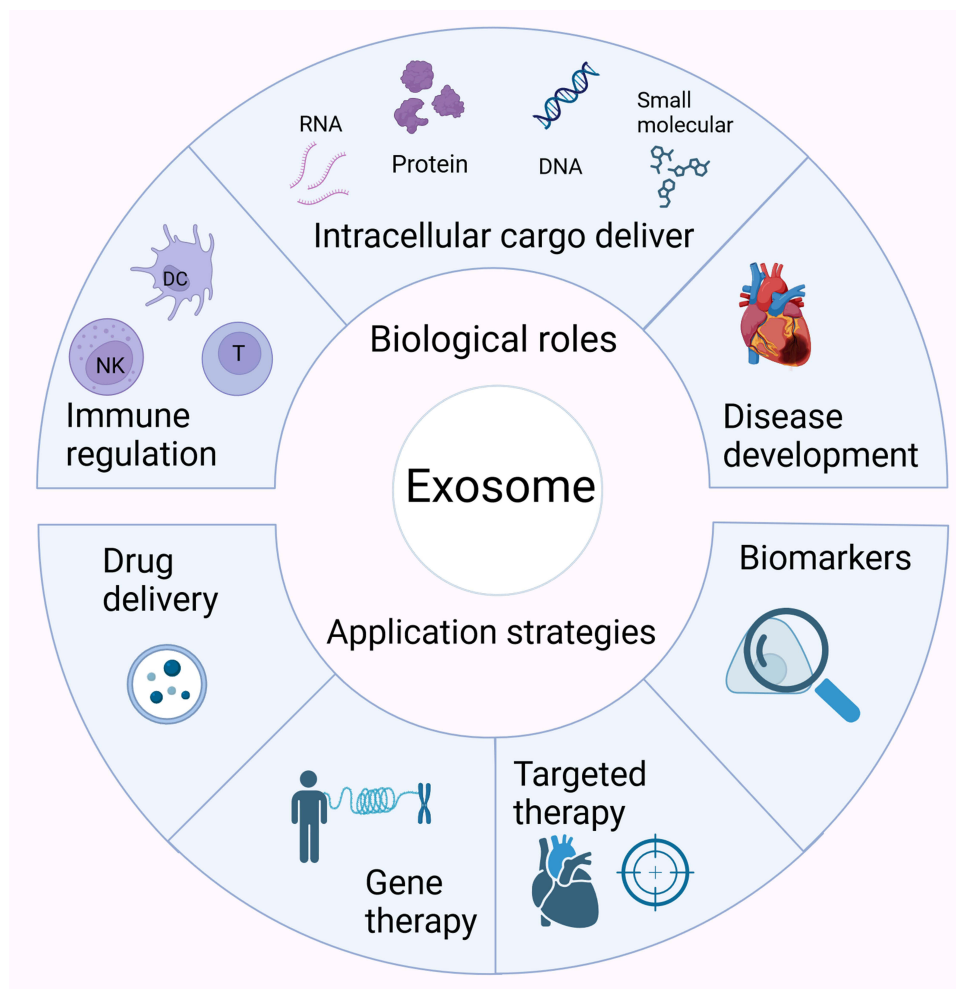 RNA
Protein
DNA
Small
molecular
Intracellular cargo deliver
DC
NK
T
Immune
regulation
Disease
development
Biological roles
Exosome
Application strategies
Drug
delivery
Gene
therapy
Targeted
therapy
Biomarkers